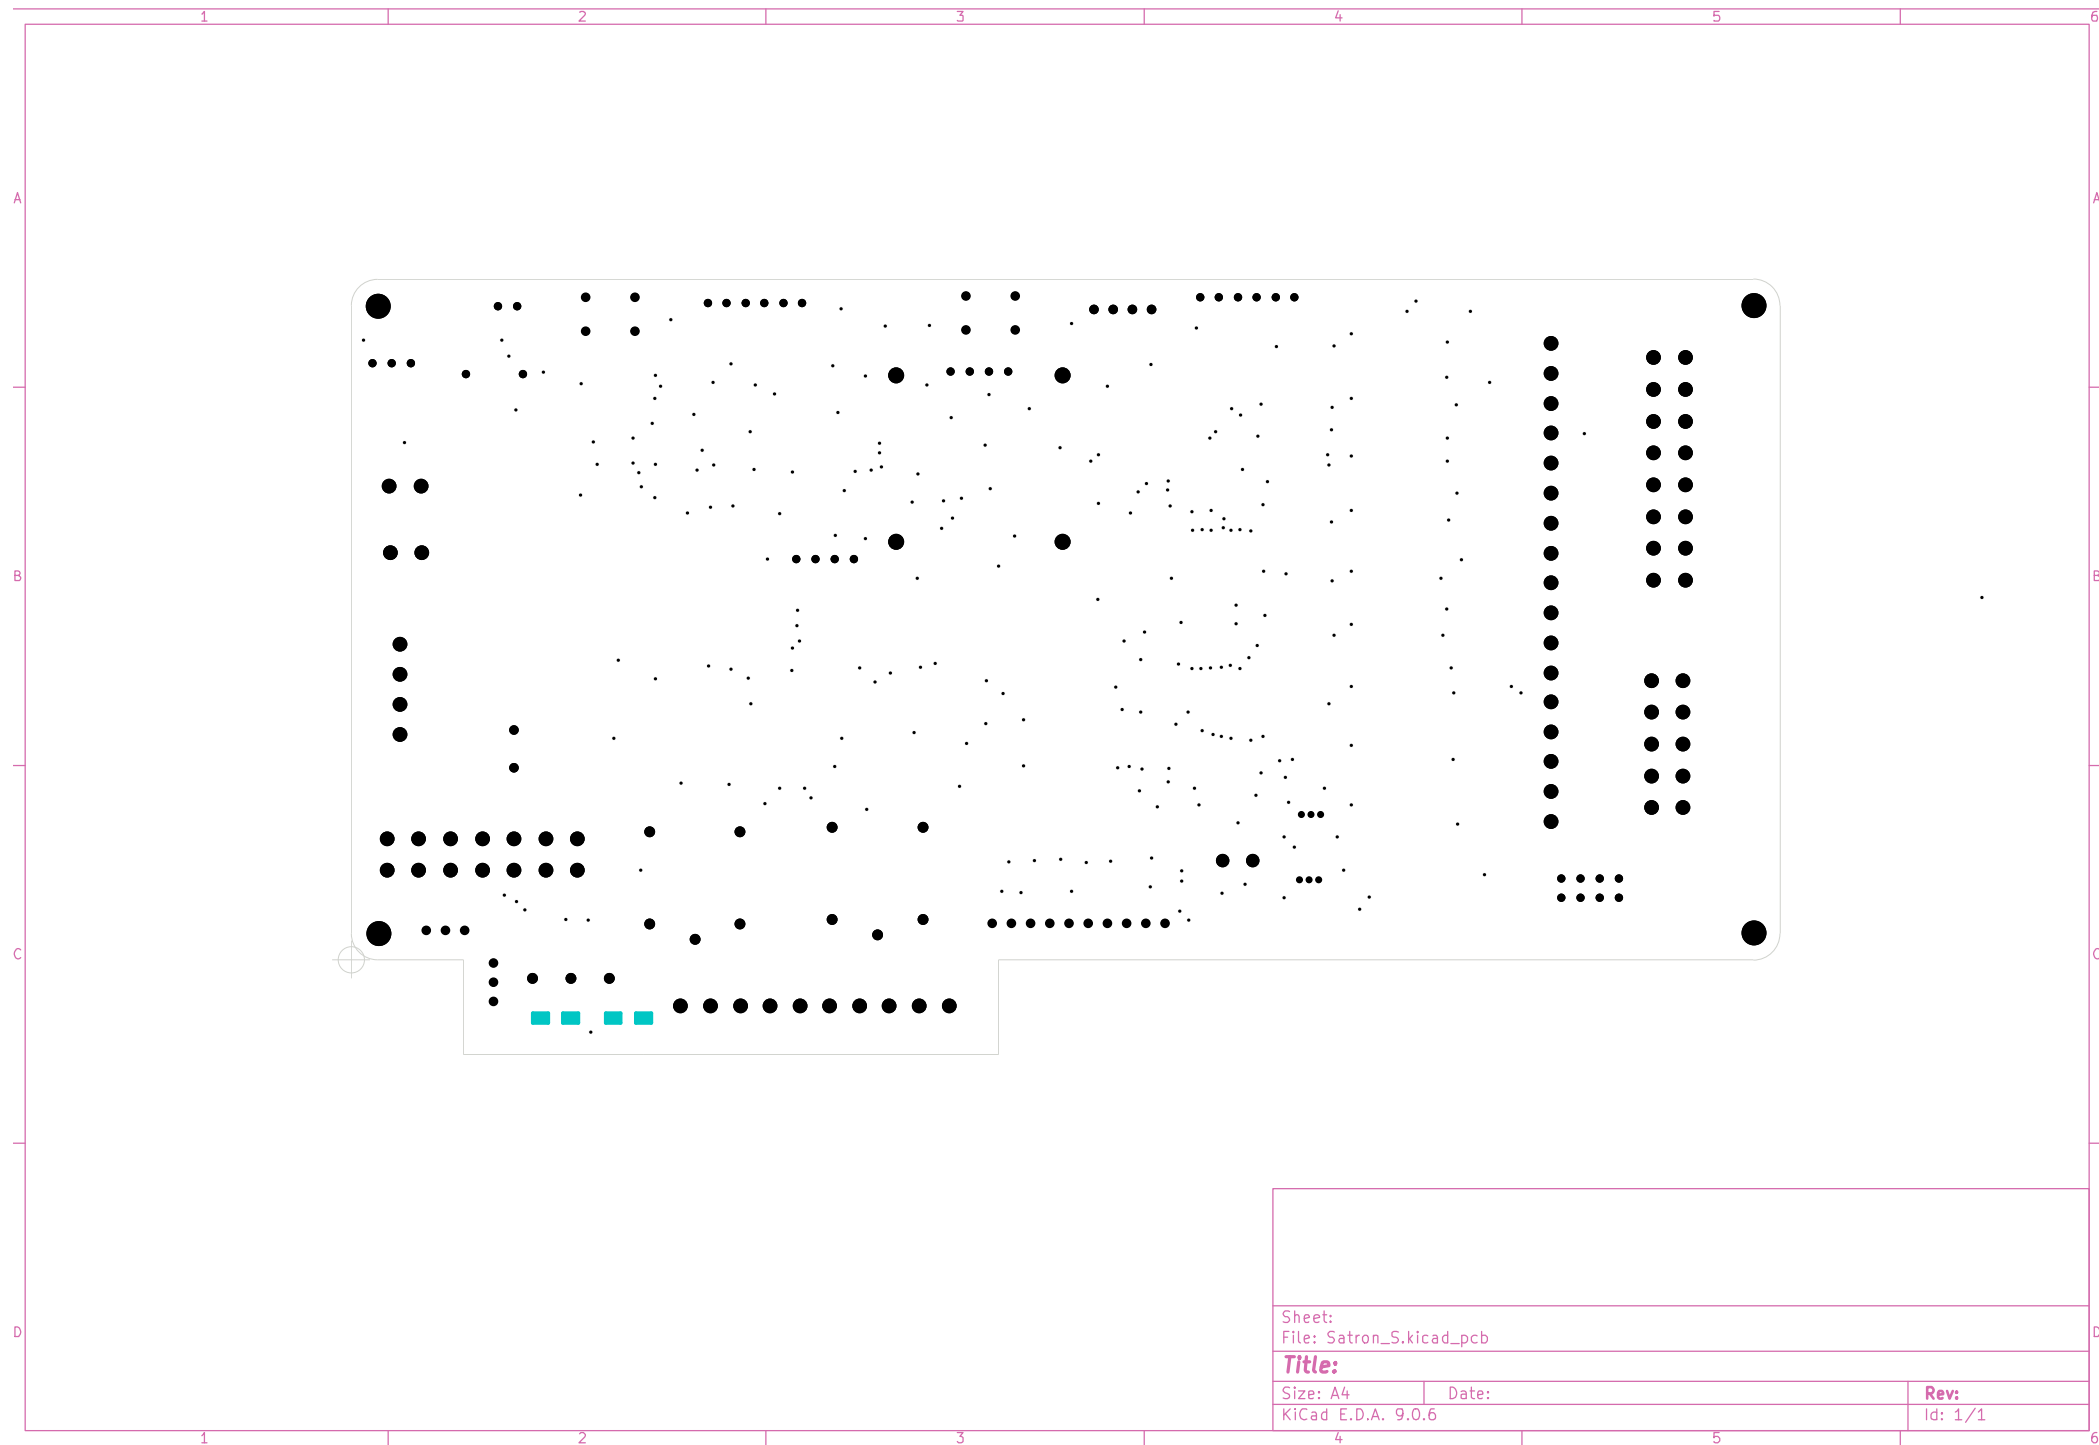 1 2 3 4 5 6
A A
B B
C C
D D
Sheet:
File: Satron_S.kicad_pcb
Title:
Size: A4 Date: Rev:
KiCad E.D.A. 9.0.6 Id: 1/1
1 2 3 4 5 6